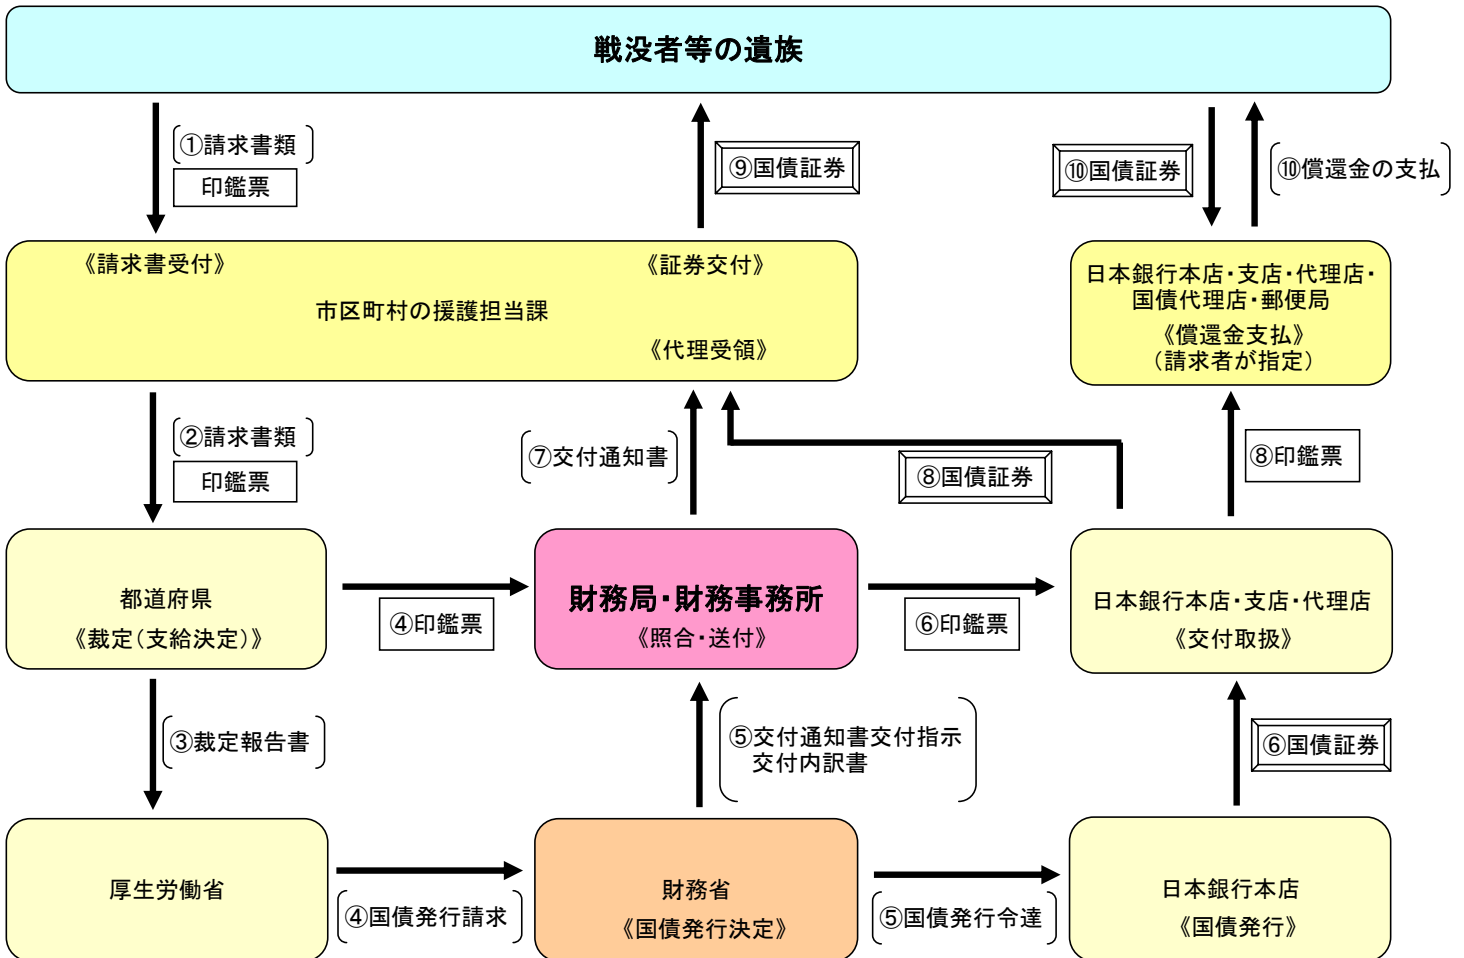 戦没者等の遺族
①請求書類
印鑑票
⑨国債証券
⑩国債証券
⑩償還金の支払
《請求書受付》
《証券交付》
市区町村の援護担当課
《代理受領》
日本銀行本店・支店・代理店・
国債代理店・郵便局
《償還金支払》
（請求者が指定）
②請求書類
印鑑票
⑦交付通知書
⑧国債証券
⑧印鑑票
都道府県
《裁定（支給決定）》
④印鑑票
財務局・財務事務所
《照合・送付》
⑥印鑑票
日本銀行本店・支店・代理店
《交付取扱》
③裁定報告書
⑤交付通知書交付指示
交付内訳書
⑥国債証券
厚生労働省
④国債発行請求
財務省
《国債発行決定》
⑤国債発行令達
日本銀行本店
《国債発行》